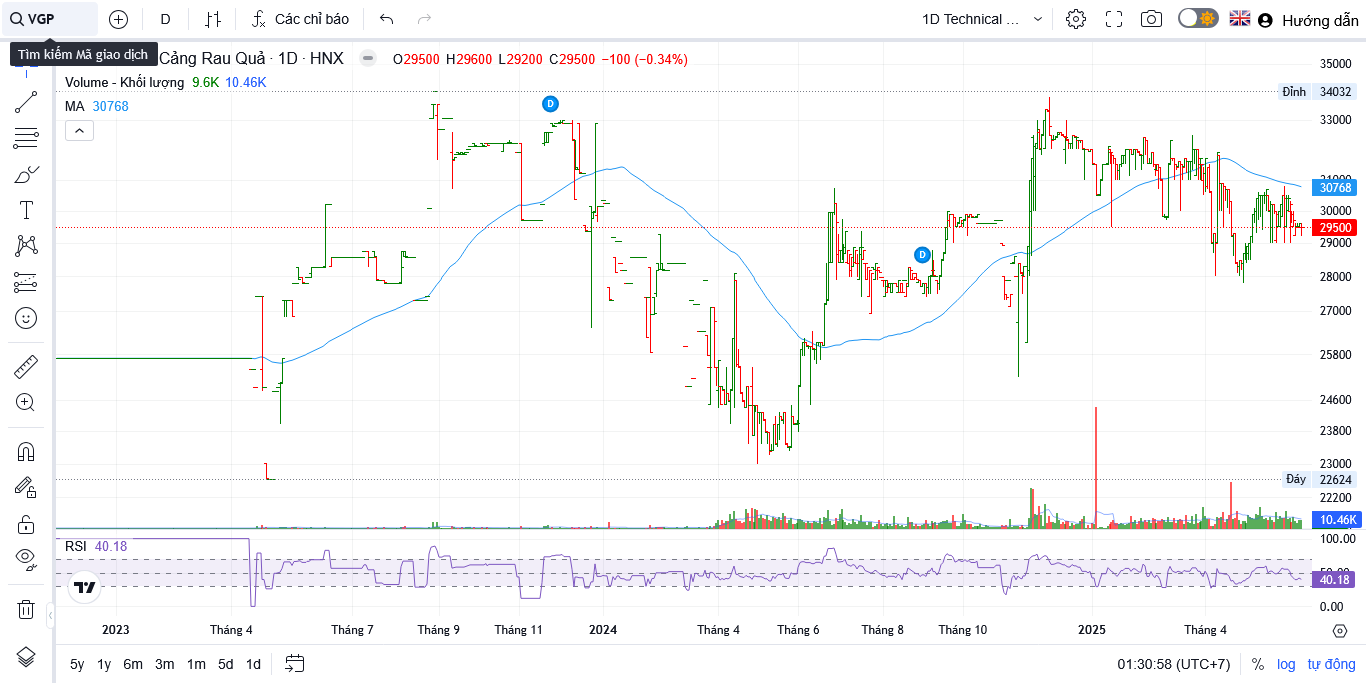 VGP D Các chỉ báo 1D Technical ... Hướng dẫn
Tìm kiếm Mã giao dịch
Cảng Rau Quả · 1D · HNX O29500 H29600 L29200 C29500 −100 (−0.34%)
Volume - Khối lượng 9.6K 10.46K
MA 30768
D
D
35000
Đỉnh 34032
33000
31000
30768
30000
29500
29000
28000
27000
25800
24600
23800
23000
Đáy 22624
22200
10.46K
RSI 40.18
100.00
50.00
40.18
0.00
2023 Tháng 4 Tháng 7 Tháng 9 Tháng 11 2024 Tháng 4 Tháng 6 Tháng 8 Tháng 10 2025 Tháng 4
5y 1y 6m 3m 1m 5d 1d 01:30:58 (UTC+7) % log tự động